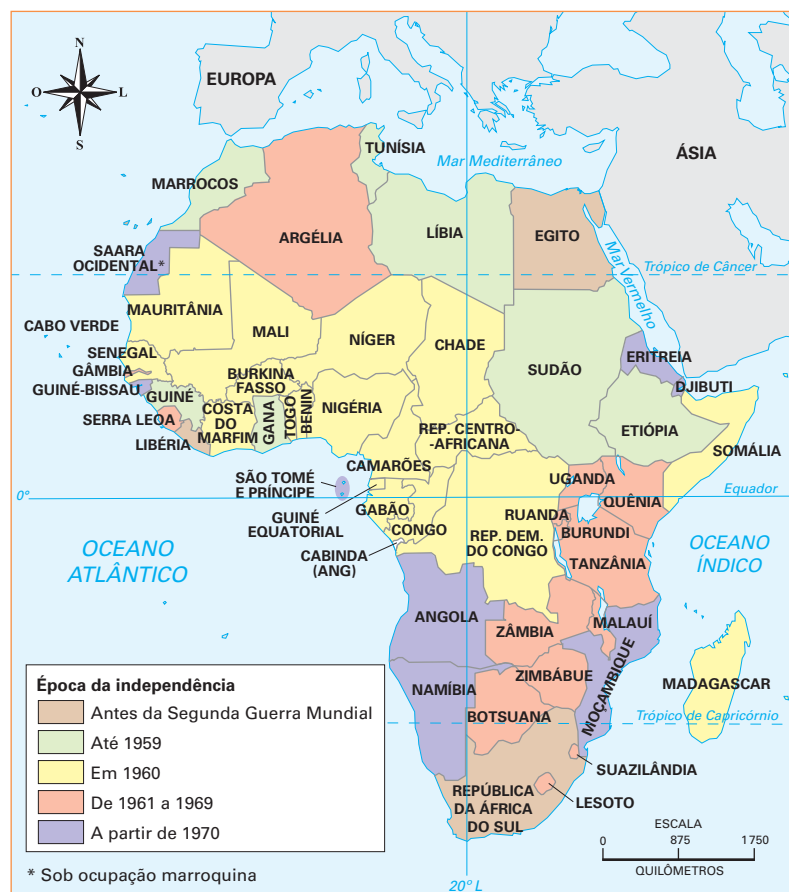 N
O
L
S
EUROPA
ÁSIA
TUNÍSIA
Mar Mediterrâneo
MARROCOS
ARGÉLIA
LÍBIA
EGITO
Mar Vermelho
SAARA
OCIDENTAL*
Trópico de Câncer
MAURITÂNIA
MALI
NÍGER
CHADE
SUDÃO
ERITREIA
DJIBUTI
CABO VERDE
SENEGAL
GÂMBIA
GUINÉ-BISSAU
GUINÉ
SERRA LEOA
LIBÉRIA
BURKINA
FASSO
COSTA
DO
MARFIM
GANA
TOGO
BENIN
NIGÉRIA
REP. CENTRO-
-AFRICANA
ETIÓPIA
SOMÁLIA
CAMARÕES
SÃO TOMÉ
E PRÍNCIPE
0°
Equador
GUINÉ
EQUATORIAL
GABÃO
CONGO
CABINDA
(ANG)
REP. DEM.
DO CONGO
UGANDA
QUÊNIA
RUANDA
BURUNDI
TANZÂNIA
OCEANO
ATLÂNTICO
OCEANO
ÍNDICO
ANGOLA
ZÂMBIA
MALAUÍ
MOÇAMBIQUE
ZIMBÁBUE
NAMÍBIA
BOTSUANA
MADAGASCAR
Trópico de Capricórnio
SUAZILÂNDIA
LESOTO
REPÚBLICA
DA ÁFRICA
DO SUL
Época da independência
Antes da Segunda Guerra Mundial
Até 1959
Em 1960
De 1961 a 1969
A partir de 1970
* Sob ocupação marroquina
20° L
ESCALA
0 875 1 750
QUILÔMETROS